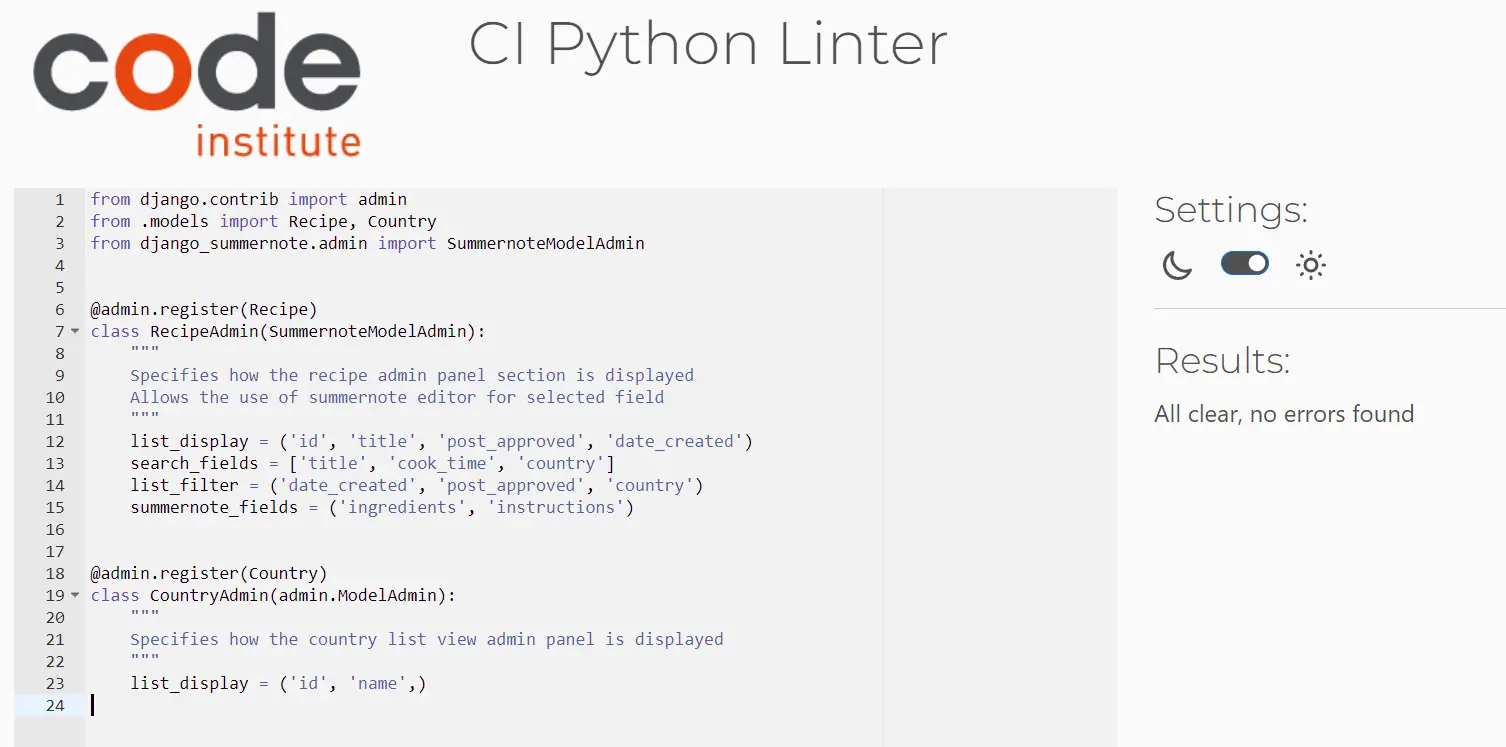 code
institute
CI Python Linter
1 from django.contrib import admin
2 from .models import Recipe, Country
3 from django_summernote.admin import SummernoteModelAdmin
4
5
6 @admin.register(Recipe)
7 class RecipeAdmin(SummernoteModelAdmin):
8     """
9     Specifies how the recipe admin panel section is displayed
10     Allows the use of summernote editor for selected field
11     """
12     list_display = ('id', 'title', 'post_approved', 'date_created')
13     search_fields = ['title', 'cook_time', 'country']
14     list_filter = ('date_created', 'post_approved', 'country')
15     summernote_fields = ('ingredients', 'instructions')
16
17
18 @admin.register(Country)
19 class CountryAdmin(admin.ModelAdmin):
20     """
21     Specifies how the country list view admin panel is displayed
22     """
23     list_display = ('id', 'name',)
24
Settings:
Results:
All clear, no errors found